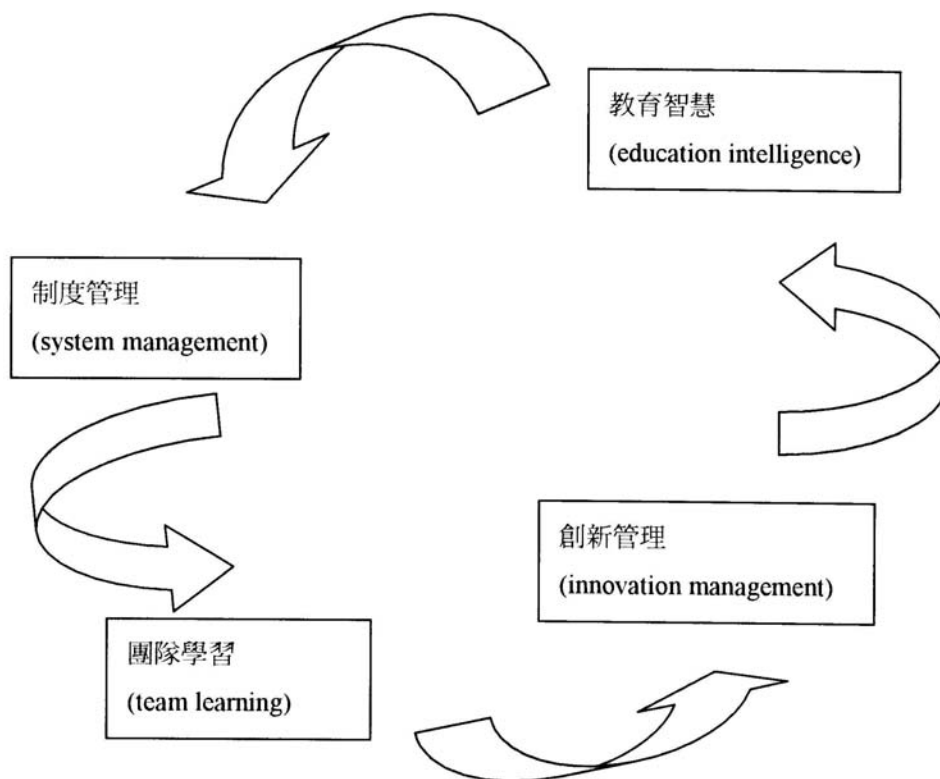 教育智慧
(education intelligence)
制度管理
(system management)
創新管理
(innovation management)
團隊學習
(team learning)